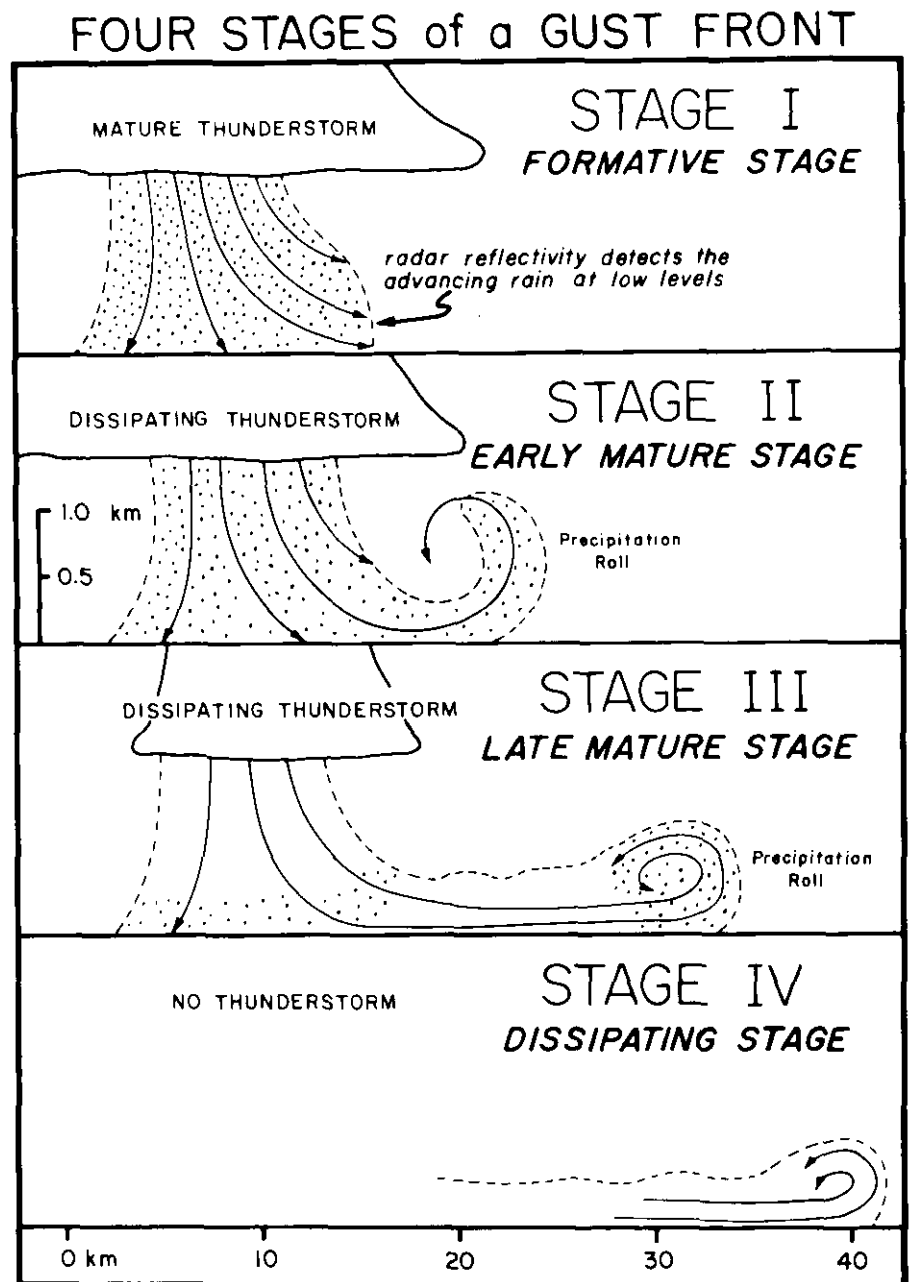 FOUR STAGES of a GUST FRONT
MATURE THUNDERSTORM
STAGE I
FORMATIVE STAGE
radar reflectivity detects the
advancing rain at low levels
DISSIPATING THUNDERSTORM
STAGE II
EARLY MATURE STAGE
1.0 km
0.5
Precipitation
Roll
DISSIPATING THUNDERSTORM
STAGE III
LATE MATURE STAGE
Precipitation
Roll
NO THUNDERSTORM
STAGE IV
DISSIPATING STAGE
0 km 10 20 30 40